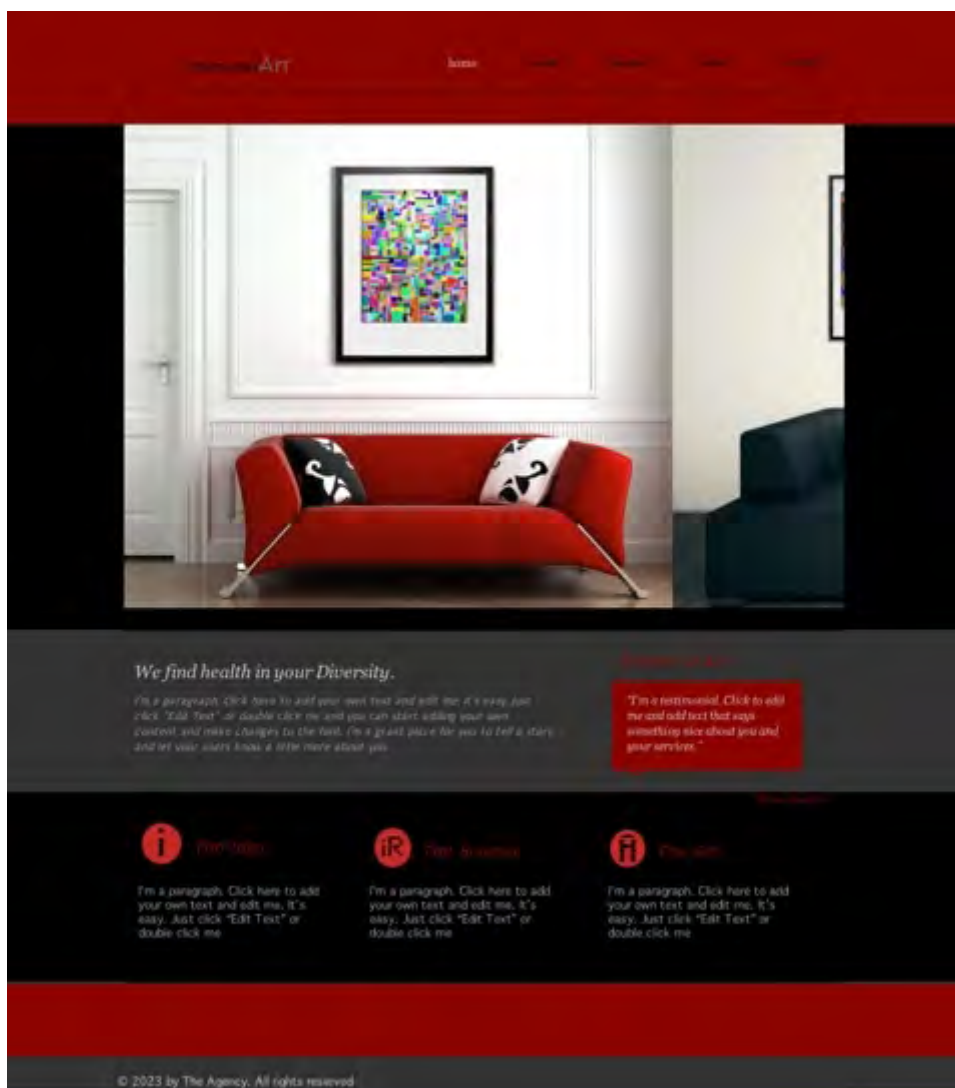 Art
home
We find health in your Diversity.
I'm a paragraph. Click here to add your own text and edit me. it's easy. Just
click "Edit Text" or double click me and you can start adding your own
content and make changes to the font. I'm a great place for you to tell a story
and let your users know a little more about you.
"I'm a testimonial. Click to edit
me and add text that says
something nice about you and
your services."
i
iR
I'm a paragraph. Click here to add
your own text and edit me. It's
easy. Just click "Edit Text" or
double click me
I'm a paragraph. Click here to add
your own text and edit me. It's
easy. Just click "Edit Text" or
double click me
I'm a paragraph. Click here to add
your own text and edit me. It's
easy. Just click "Edit Text" or
double click me
© 2023 by The Agency. All rights reserved